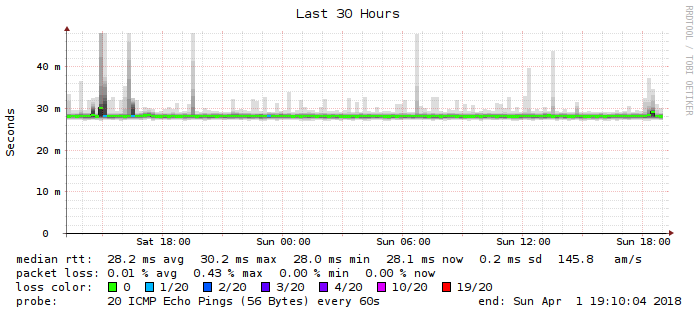 Last 30 Hours
RRDTOOL / TOBI OETIKER
Seconds
40 m
30 m
20 m
10 m
0
Sat 18:00 Sun 00:00 Sun 06:00 Sun 12:00 Sun 18:00
median rtt: 28.2 ms avg 30.2 ms max 28.0 ms min 28.1 ms now 0.2 ms sd 145.8 am/s
packet loss: 0.01 % avg 0.43 % max 0.00 % min 0.00 % now
loss color: 0 1/20 2/20 3/20 4/20 10/20 19/20
probe: 20 ICMP Echo Pings (56 Bytes) every 60s end: Sun Apr 1 19:10:04 2018